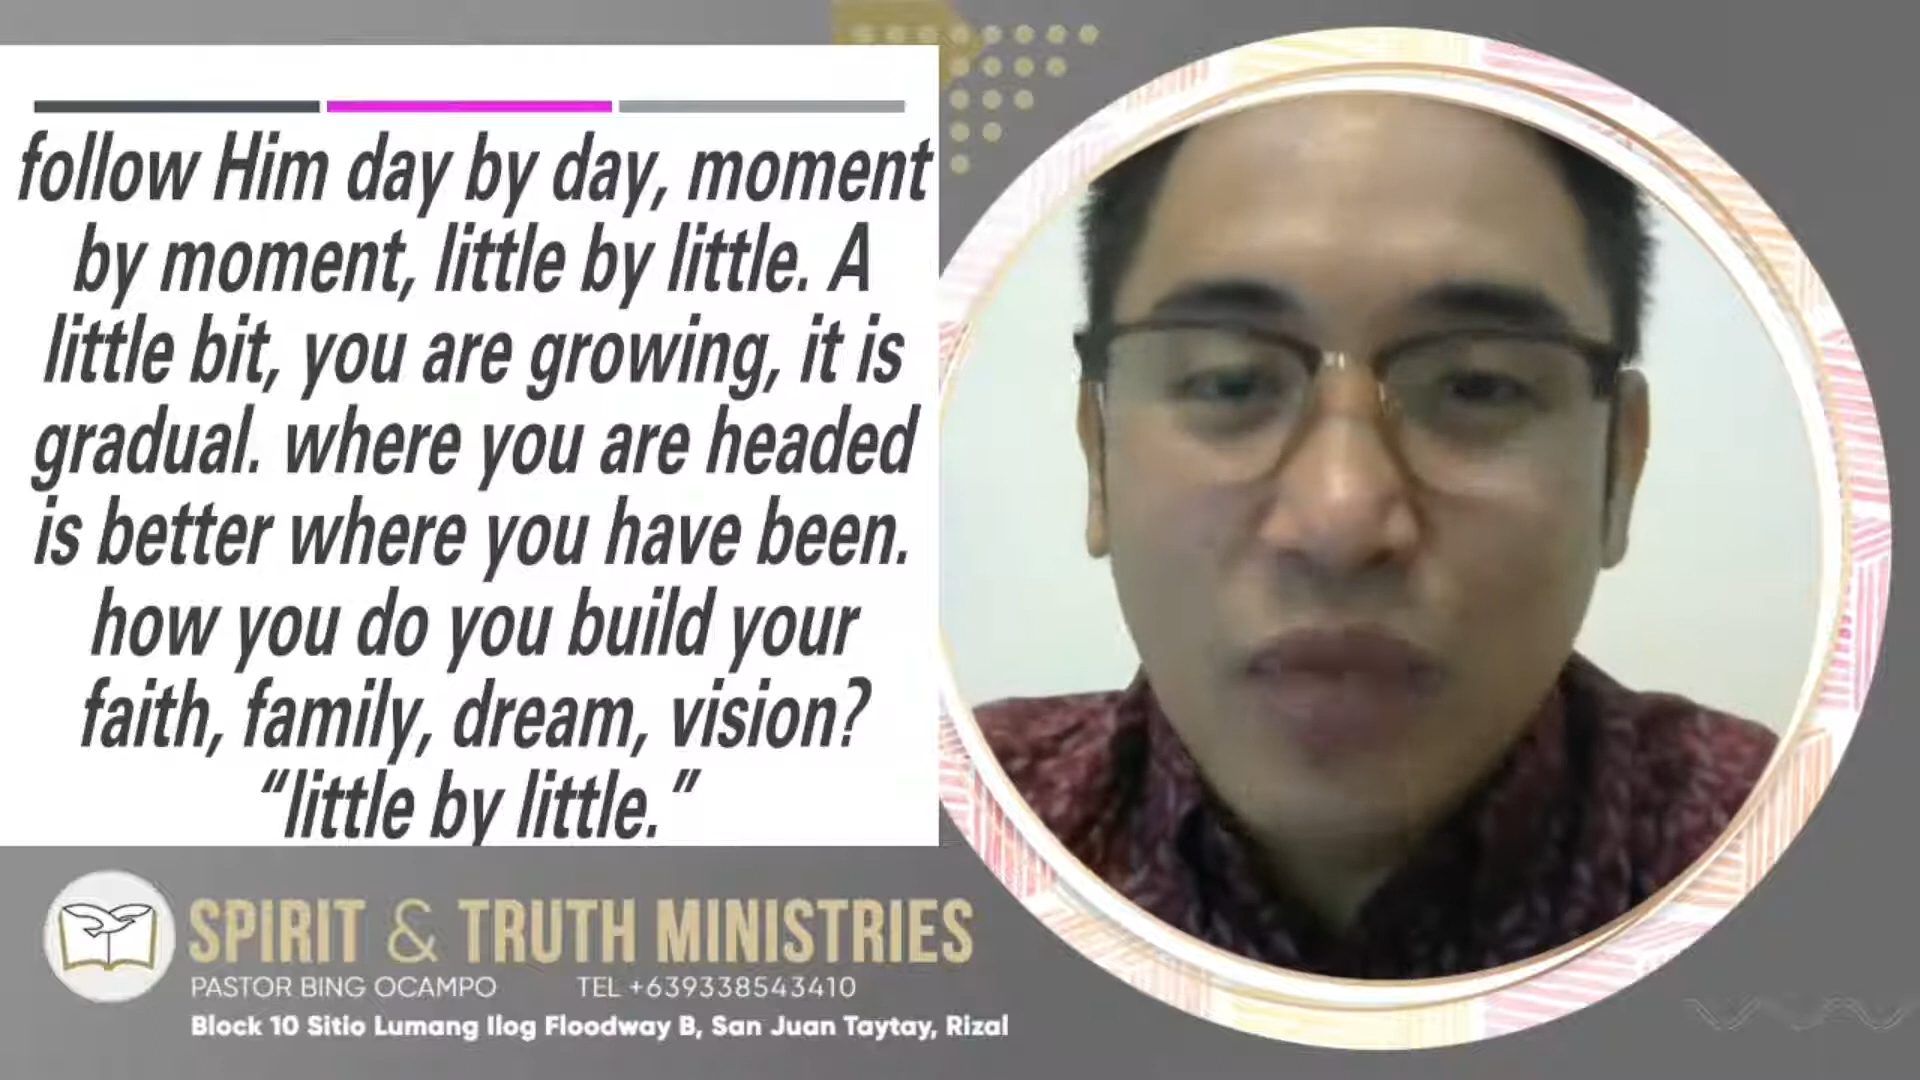 follow Him day by day, moment
by moment, little by little. A
little bit, you are growing, it is
gradual. where you are headed
is better where you have been.
how you do you build your
faith, family, dream, vision?
“little by little.”
SPIRIT & TRUTH MINISTRIES
PASTOR BING OCAMPO TEL +639338543410
Block 10 Sitio Lumang Ilog Floodway B, San Juan Taytay, Rizal